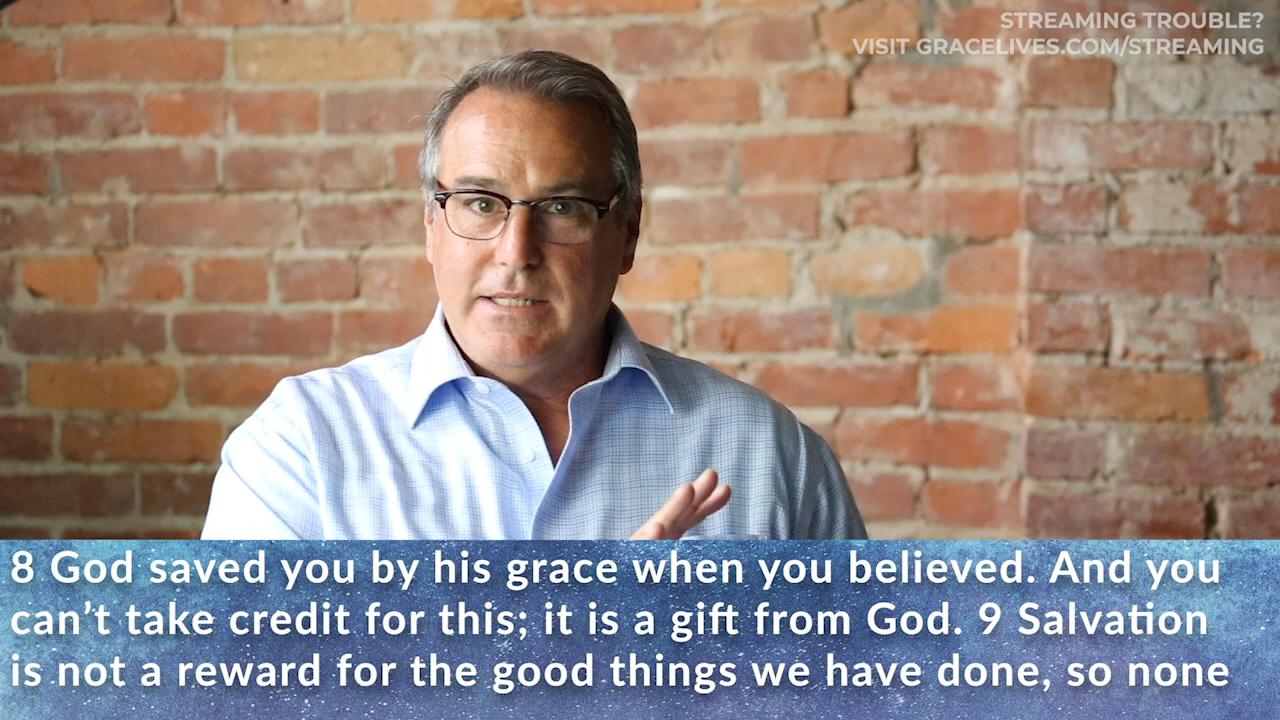 STREAMING TROUBLE?
VISIT GRACELIVES.COM/STREAMING
8 God saved you by his grace when you believed. And you
can’t take credit for this; it is a gift from God. 9 Salvation
is not a reward for the good things we have done, so none